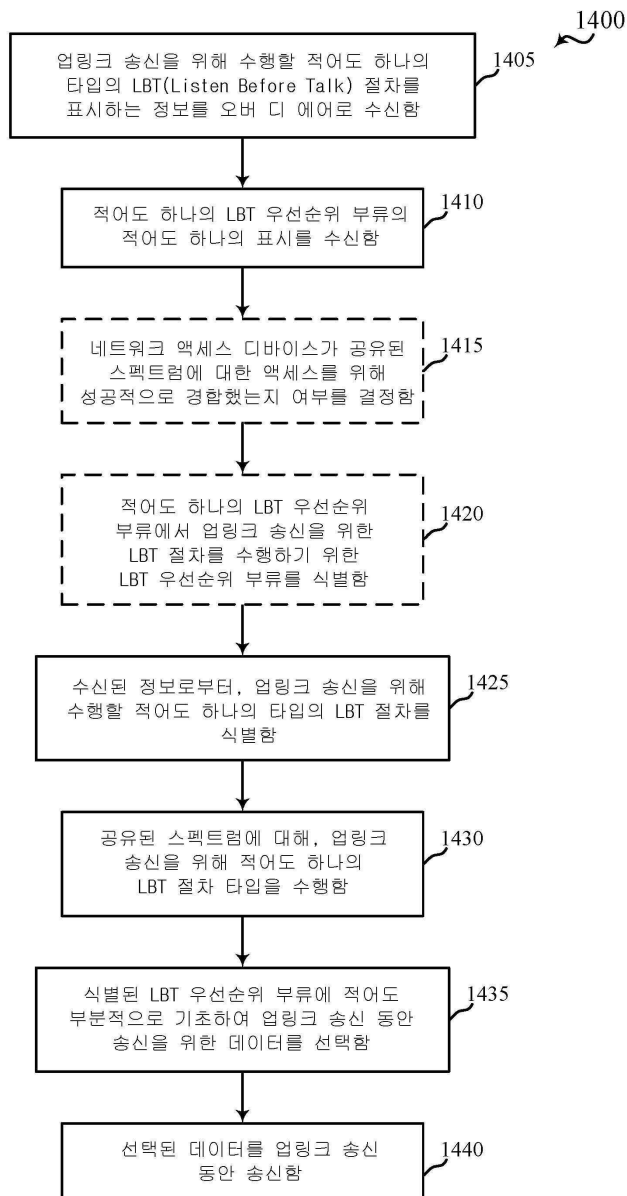 1400
업링크 송신을 위해 수행할 적어도 하나의
타입의 LBT(Listen Before Talk) 절차를
표시하는 정보를 오버 디 에어로 수신함
1405
적어도 하나의 LBT 우선순위 부류의
적어도 하나의 표시를 수신함
1410
네트워크 액세스 디바이스가 공유된
스펙트럼에 대한 액세스를 위해
성공적으로 경합했는지 여부를 결정함
1415
적어도 하나의 LBT 우선순위
부류에서 업링크 송신을 위한
LBT 절차를 수행하기 위한
LBT 우선순위 부류를 식별함
1420
수신된 정보로부터, 업링크 송신을 위해
수행할 적어도 하나의 타입의 LBT 절차를
식별함
1425
공유된 스펙트럼에 대해, 업링크
송신을 위해 적어도 하나의
LBT 절차 타입을 수행함
1430
식별된 LBT 우선순위 부류에 적어도
부분적으로 기초하여 업링크 송신 동안
송신을 위한 데이터를 선택함
1435
선택된 데이터를 업링크 송신
동안 송신함
1440